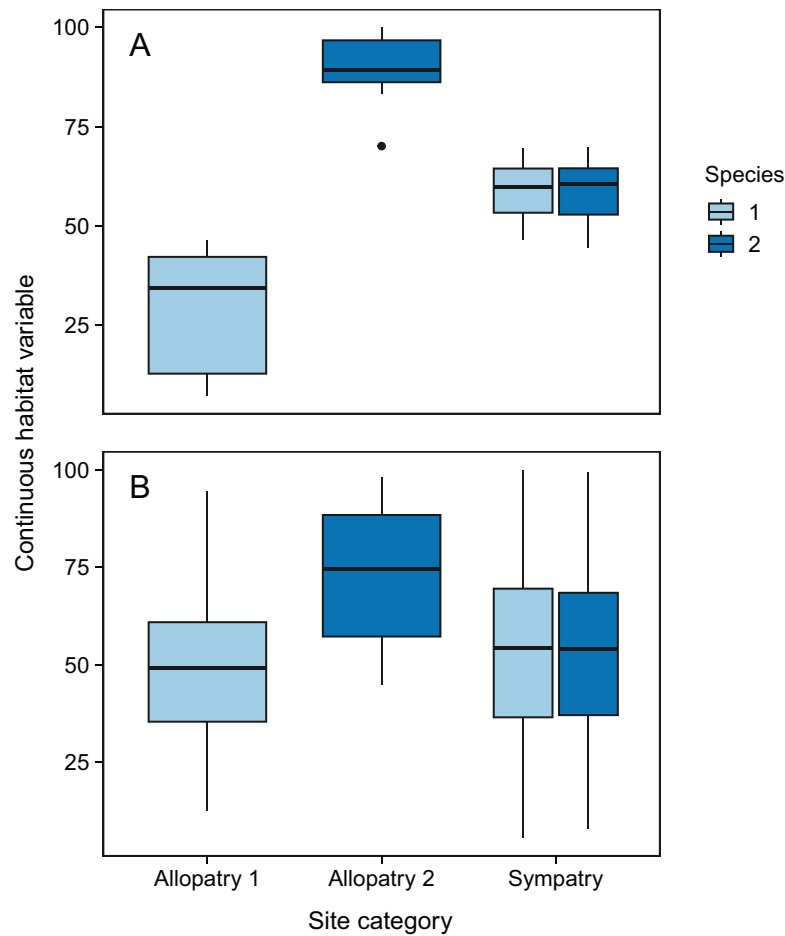 A
100
75
50
25
Species
1
2
Continuous habitat variable
B
100
75
50
25
Allopatry 1
Allopatry 2
Sympatry
Site category